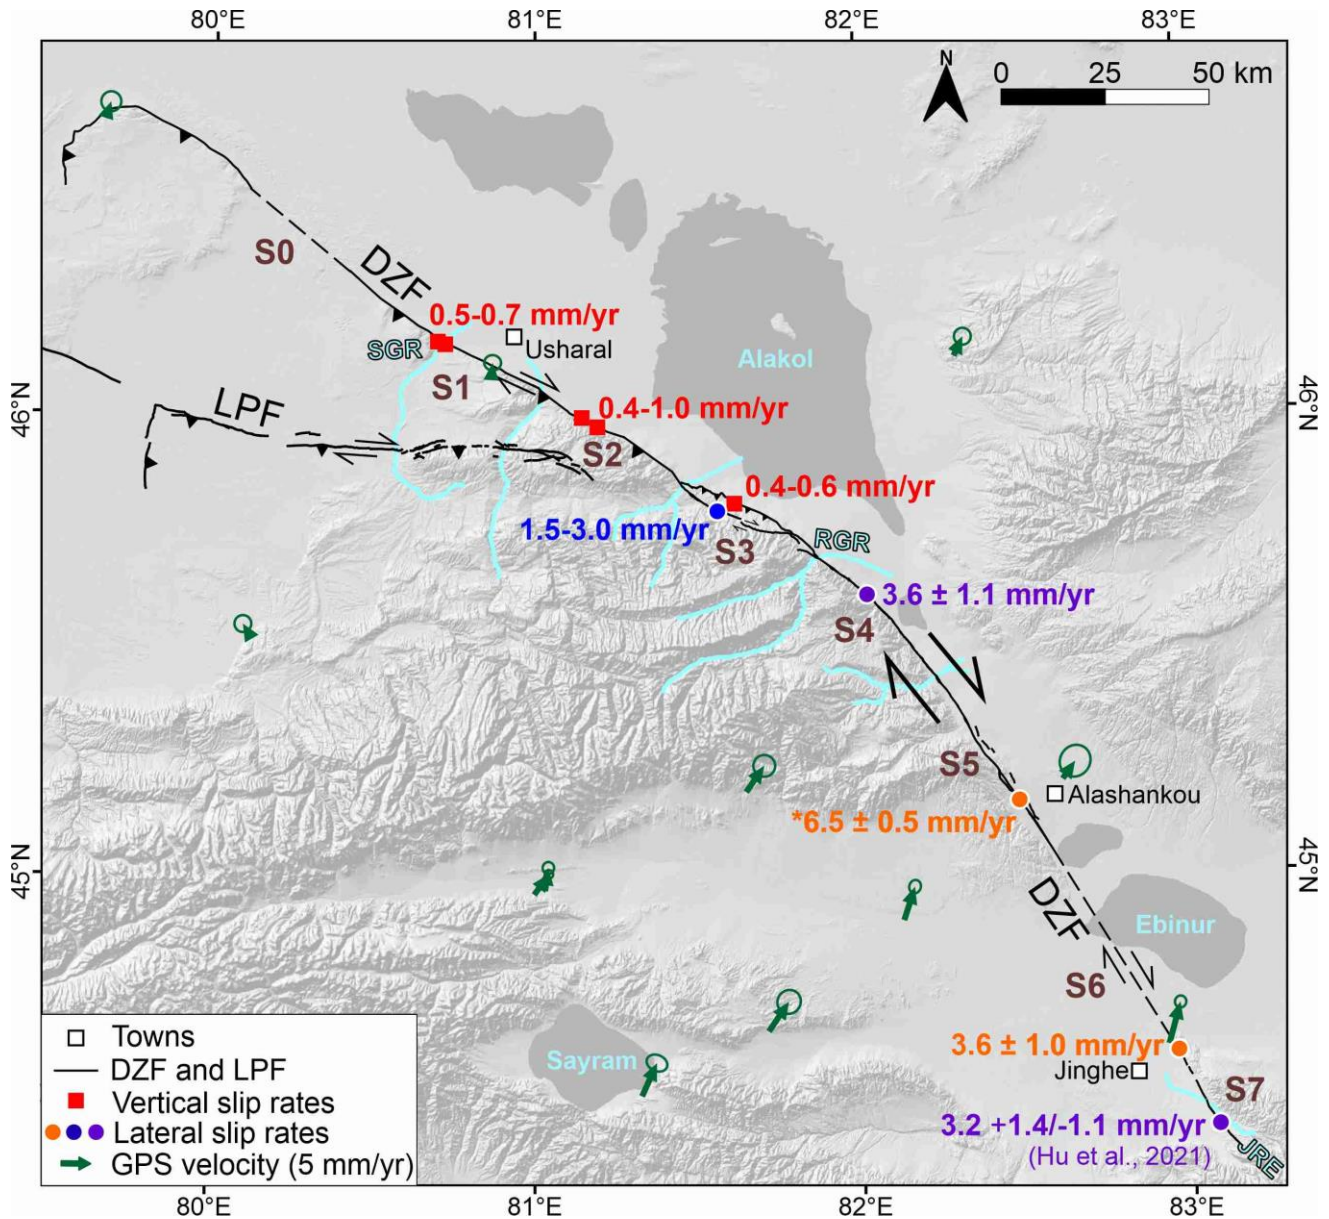 80°E 81°E 82°E 83°E
N
0 25 50 km
S0
DZF
0.5-0.7 mm/yr
SGR
Usharal
Alakol
S1
46°N
46°N
LPF
0.4-1.0 mm/yr
S2
0.4-0.6 mm/yr
1.5-3.0 mm/yr
S3
RGR
3.6 ± 1.1 mm/yr
S4
S5
Alashankou
*6.5 ± 0.5 mm/yr
45°N
45°N
DZF
Ebinur
S6
3.6 ± 1.0 mm/yr
Sayram
Jinghe
S7
3.2 +1.4/-1.1 mm/yr
(Hu et al., 2021)
JRE
Towns
DZF and LPF
Vertical slip rates
Lateral slip rates
GPS velocity (5 mm/yr)
80°E 81°E 82°E 83°E